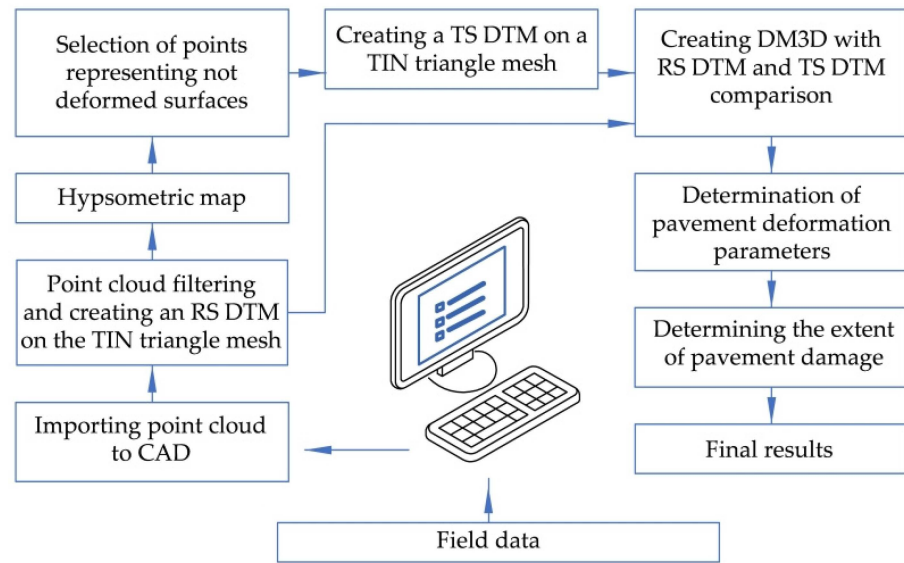 Selection of points
representing not
deformed surfaces
Creating a TS DTM on a
TIN triangle mesh
Creating DM3D with
RS DTM and TS DTM
comparison
Hypsometric map
Determination of
pavement deformation
parameters
Point cloud filtering
and creating an RS DTM
on the TIN triangle mesh
Determining the extent
of pavement damage
Importing point cloud
to CAD
Final results
Field data